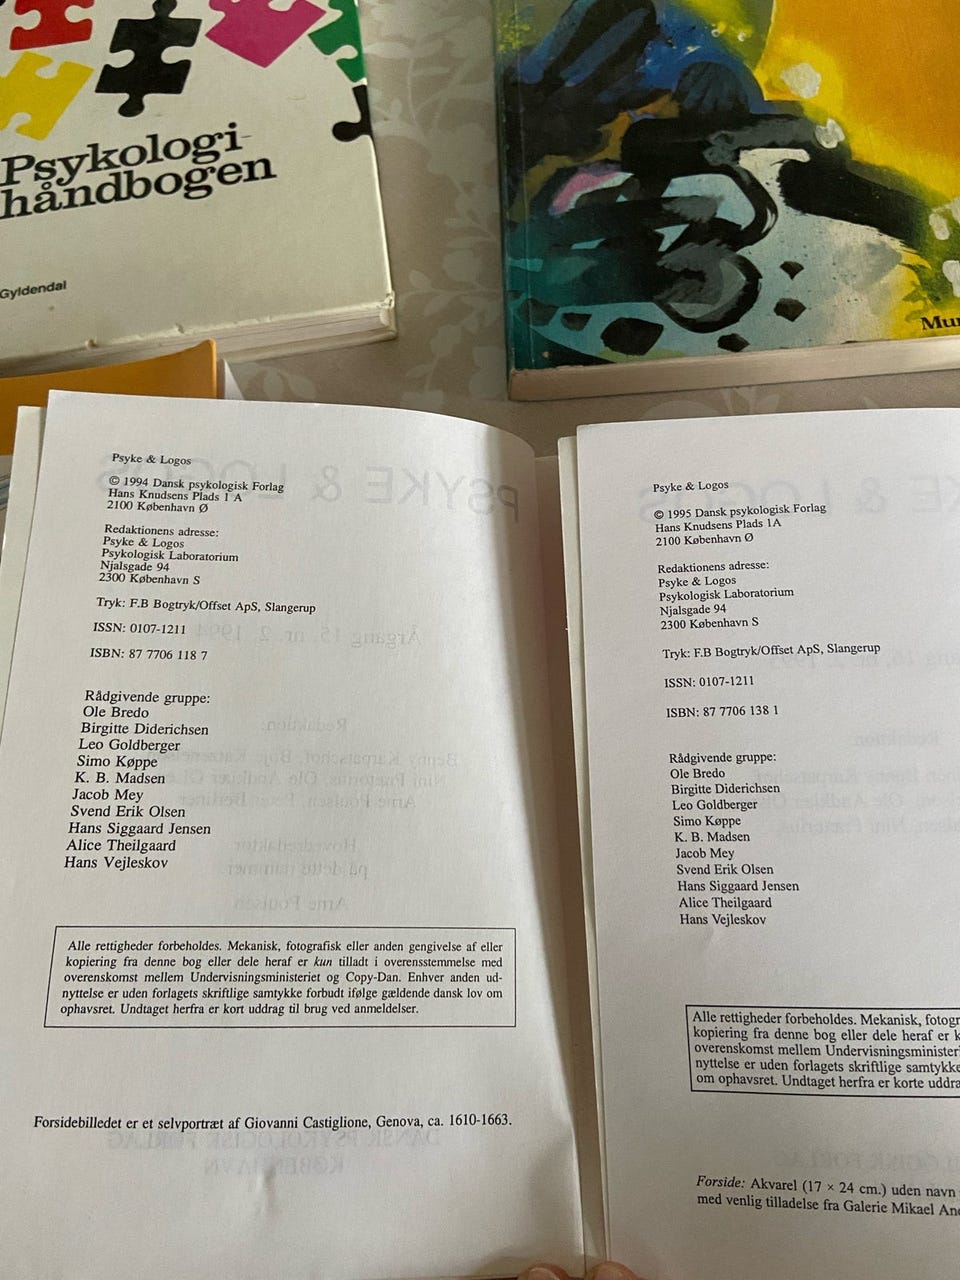 Psykologi-
håndbogen
Gyldendal
Psyke & Logos
© 1994 Dansk psykologisk Forlag
Hans Knudsens Plads 1 A
2100 København Ø
Redaktionens adresse:
Psyke & Logos
Psykologisk Laboratorium
Njalsgade 94
2300 København S
Tryk: F.B Bogtryk/Offset ApS, Slangerup
ISSN: 0107-1211
ISBN: 87 7706 118 7
Rådgivende gruppe:
Ole Bredo
Birgitte Diderichsen
Leo Goldberger
Simo Køppe
K. B. Madsen
Jacob Mey
Svend Erik Olsen
Hans Siggaard Jensen
Alice Theilgaard
Hans Vejleskov
Alle rettigheder forbeholdes. Mekanisk, fotografisk eller anden gengivelse af eller
kopiering fra denne bog eller dele heraf er kun tilladt i overensstemmelse med
overenskomst mellem Undervisningsministeriet og Copy-Dan. Enhver anden ud-
nyttelse er uden forlagets skriftlige samtykke forbudt ifølge gældende dansk lov om
ophavsret. Undtaget herfra er kort uddrag til brug ved anmeldelser.
Forsidebilledet er et selvportræt af Giovanni Castiglione, Genova, ca. 1610-1663.
Psyke & Logos
© 1995 Dansk psykologisk Forlag
Hans Knudsens Plads 1A
2100 København Ø
Redaktionens adresse:
Psyke & Logos
Psykologisk Laboratorium
Njalsgade 94
2300 København S
Tryk: F.B Bogtryk/Offset ApS, Slangerup
ISSN: 0107-1211
ISBN: 87 7706 138 1
Rådgivende gruppe:
Ole Bredo
Birgitte Diderichsen
Leo Goldberger
Simo Køppe
K. B. Madsen
Jacob Mey
Svend Erik Olsen
Hans Siggaard Jensen
Alice Theilgaard
Hans Vejleskov
Alle rettigheder forbeholdes. Mekanisk, fotogr
kopiering fra denne bog eller dele heraf er k
overenskomst mellem Undervisningsministeri
nyttelse er uden forlagets skriftlige samtykke
om ophavsret. Undtaget herfra er korte uddra
Forside: Akvarel (17 × 24 cm.) uden navn
med venlig tilladelse fra Galerie Mikael An